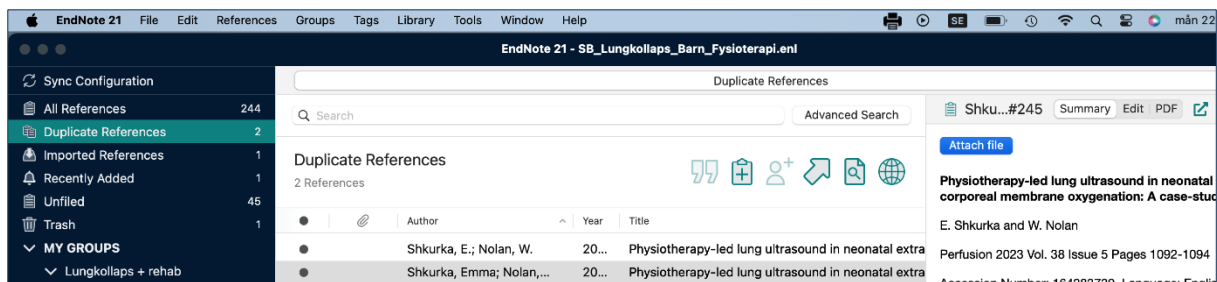 EndNote 21 File Edit References Groups Tags Library Tools Window Help SE mån 22
EndNote 21 - SB_Lungkollaps_Barn_Fysioterapi.enl
Sync Configuration
All References 244
Duplicate References 2
Imported References 1
Recently Added 1
Unfiled 45
Trash 1
MY GROUPS
Lungkollaps + rehab
Duplicate References
Search Advanced Search
Duplicate References
2 References
Author Year Title
Shkurka, E.; Nolan, W. 20... Physiotherapy-led lung ultrasound in neonatal extra
Shkurka, Emma; Nolan,... 20... Physiotherapy-led lung ultrasound in neonatal extra
Shku...#245 Summary Edit PDF
Attach file
Physiotherapy-led lung ultrasound in neonatal
corporeal membrane oxygenation: A case-stud
E. Shkurka and W. Nolan
Perfusion 2023 Vol. 38 Issue 5 Pages 1092-1094